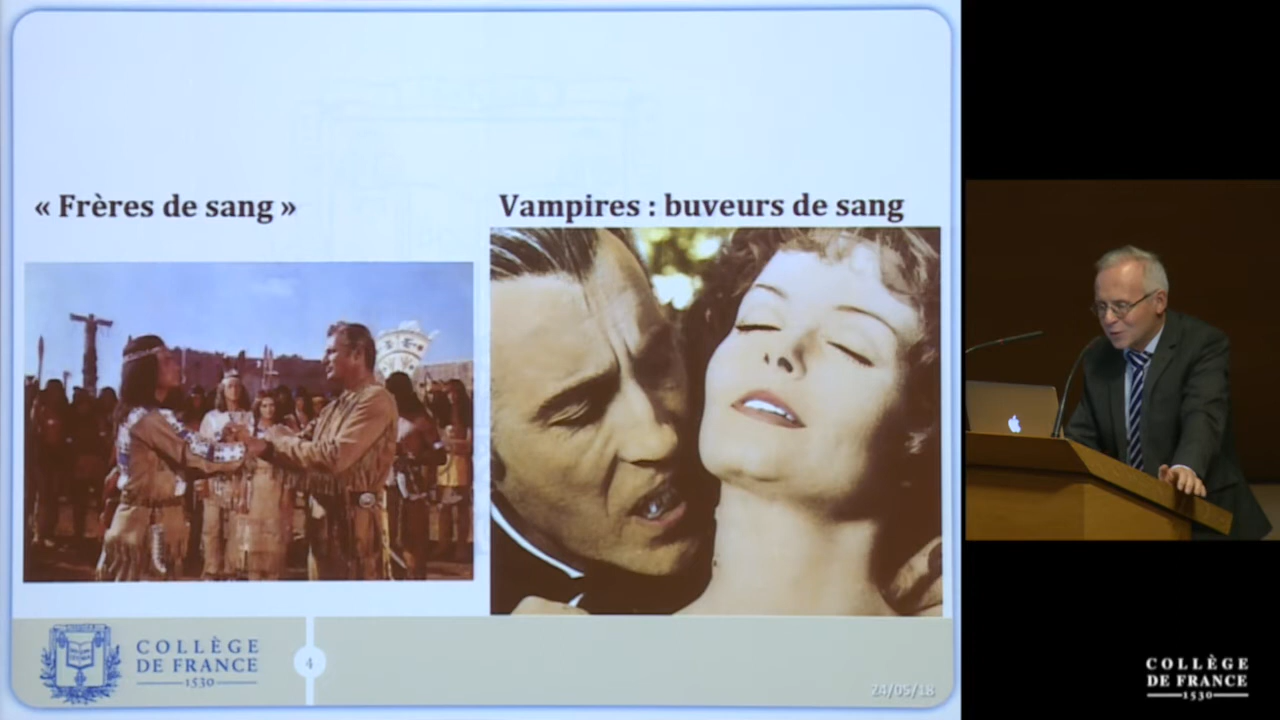 « Frères de sang »
Vampires : buveurs de sang
COLLÈGE
DE FRANCE
1530
4
24/05/18
COLLÈGE
DE FRANCE
1530